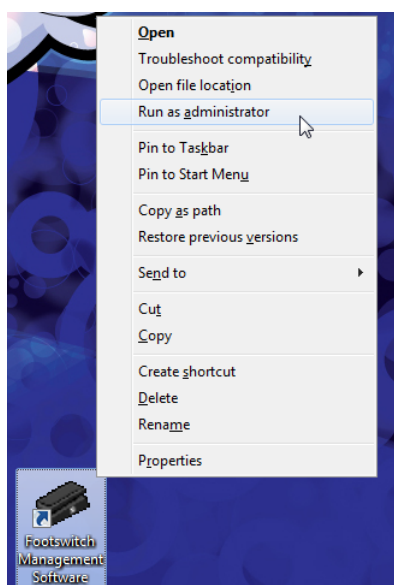 Open
Troubleshoot compatibility
Open file location
Run as administrator
Pin to Taskbar
Pin to Start Menu
Copy as path
Restore previous versions
Send to
Cut
Copy
Create shortcut
Delete
Rename
Properties
Footswitch
Management
Software